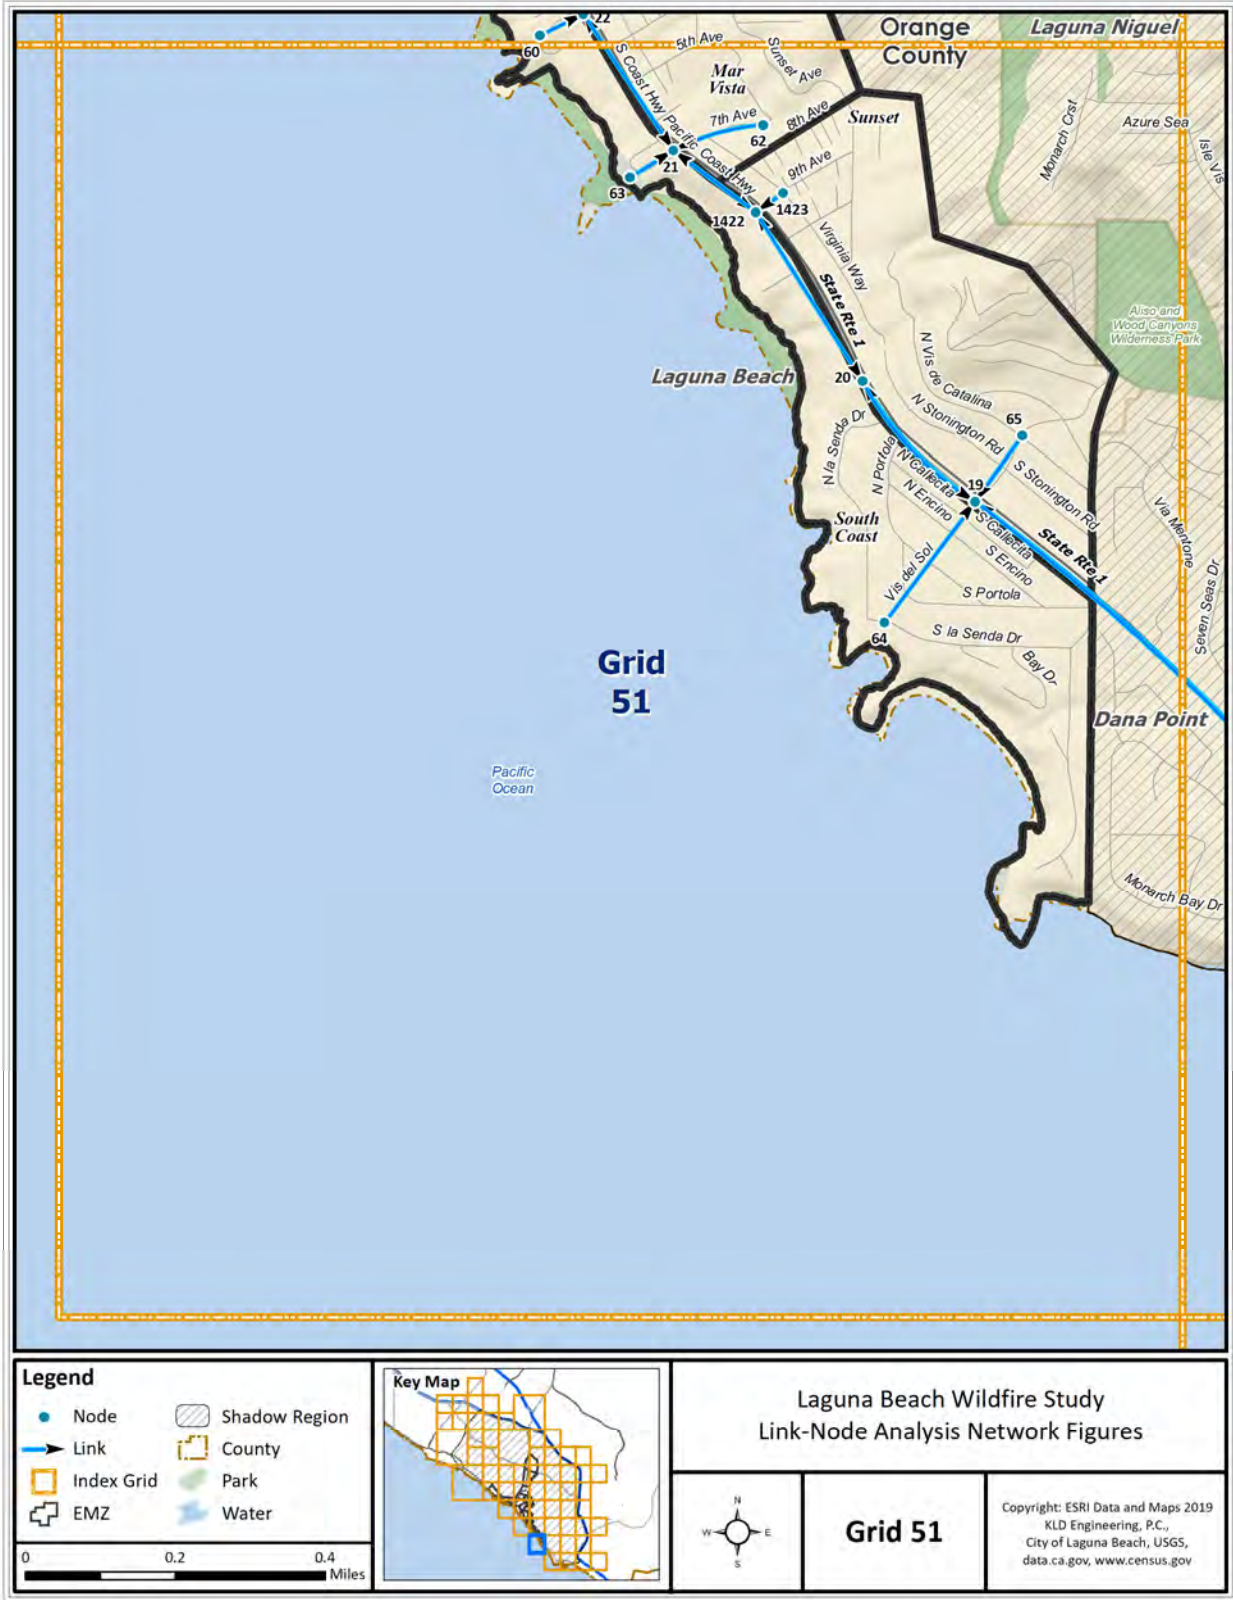 22
Orange
County
Laguna Niguel
60
5th Ave
Sunset Ave
S Coast Hwy
Mar
Vista
Monarch Crst
Azure Sea
Isle Vis
7th Ave
8th Ave
Sunset
62
Pacific Coast Hwy
21
9th Ave
63
1423
1422
Virginia Way
State Rte 1
Aliso and
Wood Canyons
Wilderness Park
N Vis de Catalina
Laguna Beach
20
N Stonington Rd
65
N la Senda Dr
N Portola
N Callecita
S Stonington Rd
19
N Encino
South
Coast
S Callecita
State Rte 1
Via Mentone
Vis del Sol
S Encino
S Portola
Seven Seas Dr
64
S la Senda Dr
Bay Dr
Grid
51
Dana Point
Pacific
Ocean
Monarch Bay Dr
Legend
Node
Link
Index Grid
EMZ
Shadow Region
County
Park
Water
0 0.2 0.4
Miles
Key Map
Laguna Beach Wildfire Study
Link-Node Analysis Network Figures
N
W E
S
Grid 51
Copyright: ESRI Data and Maps 2019
KLD Engineering, P.C.,
City of Laguna Beach, USGS,
data.ca.gov, www.census.gov